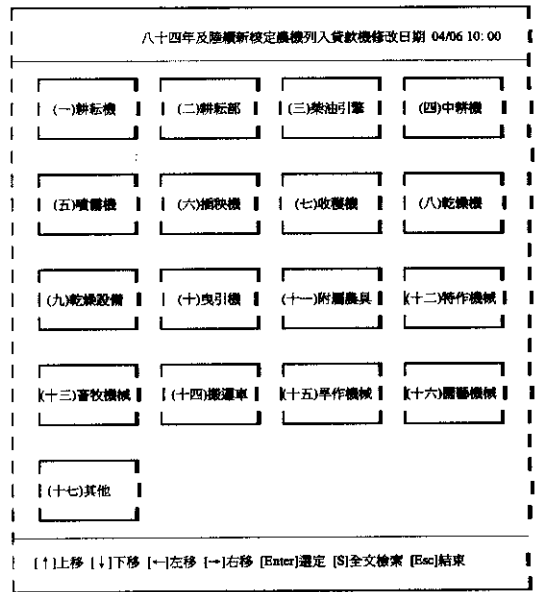 八十四年及陸續新核定農機列入貸款機修改日期 04/06 10:00
(一)耕耘機 (二)耕耘部 (三)柴油引擎 (四)中耕機
(五)噴霧機 (六)插秧機 (七)收穫機 (八)乾燥機
(九)乾燥設備 (十)曳引機 (十一)附屬農具 (十二)特作機械
(十三)畜牧機械 (十四)搬運車 (十五)旱作機械 (十六)園藝機械
(十七)其他
[↑]上移 [↓]下移 [←]左移 [→]右移 [Enter]選定 [S]全文檢索 [Esc]結束